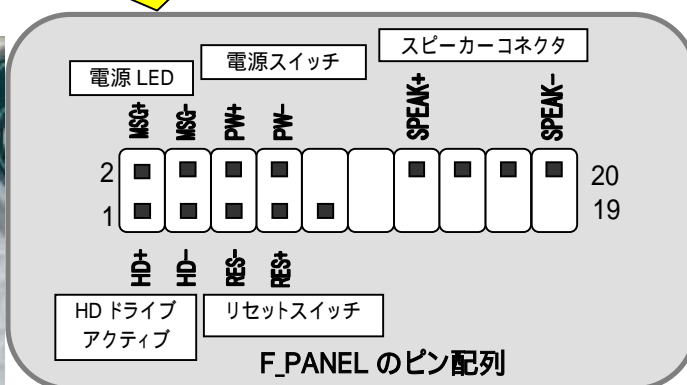 スピーカーコネクタ
電源スイッチ
電源 LED
MSG+
MSG-
PW+
PW-
SPEAK+
SPEAK-
2
20
1
19
HD+
HD-
RES-
RES+
HD ドライブ
アクティブ
リセットスイッチ
F_PANEL のピン配列